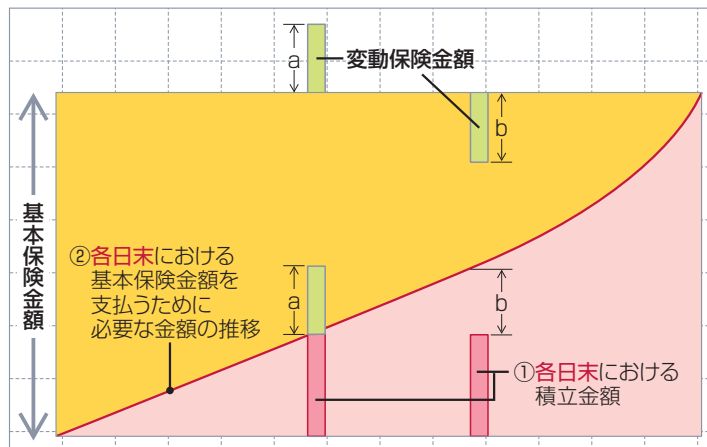 a
変動保険金額
b
基本保険金額
②各日末における
基本保険金額を
支払うために
必要な金額の推移
a
b
①各日末における
積立金額